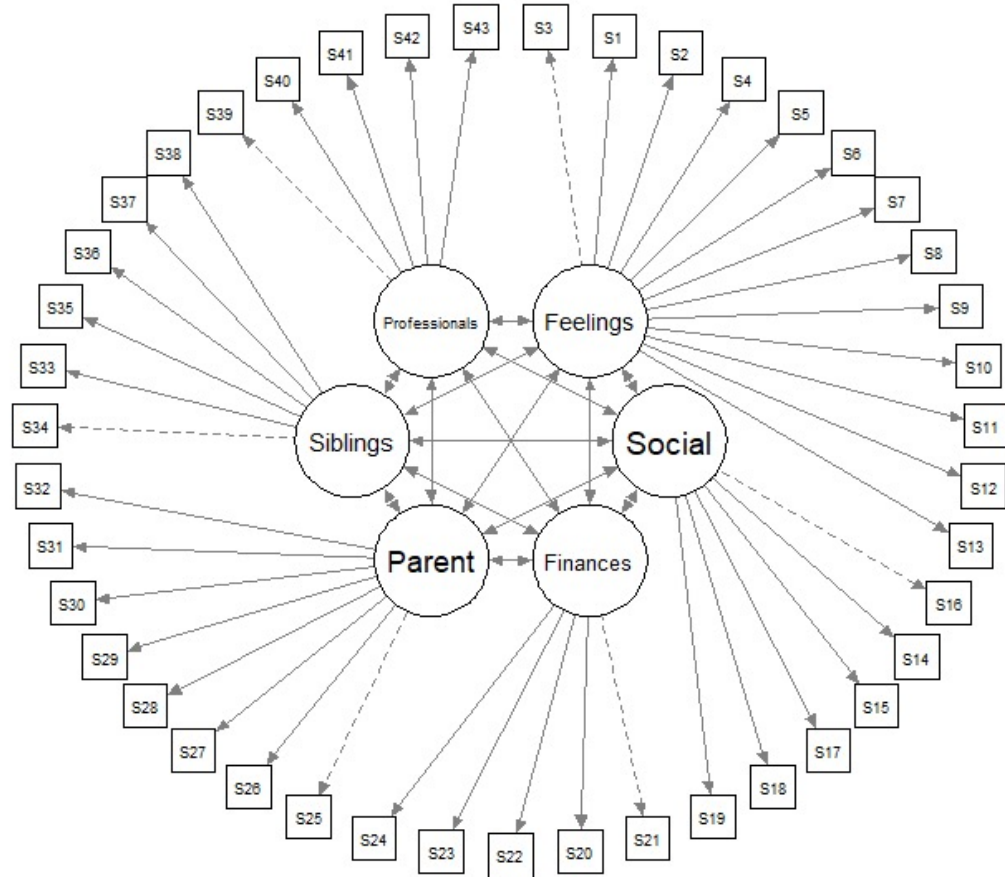 S43
S3
S42
S1
S41
S2
S40
S4
S39
S5
S38
S6
S37
S7
S36
S8
S35
S9
S33
S10
S34
S11
S32
S12
S31
S13
S30
S16
S29
S14
S28
S15
S27
S17
S26
S18
S25
S19
S24
S23
S22
S20
S21
Professionals
Feelings
Siblings
Social
Parent
Finances